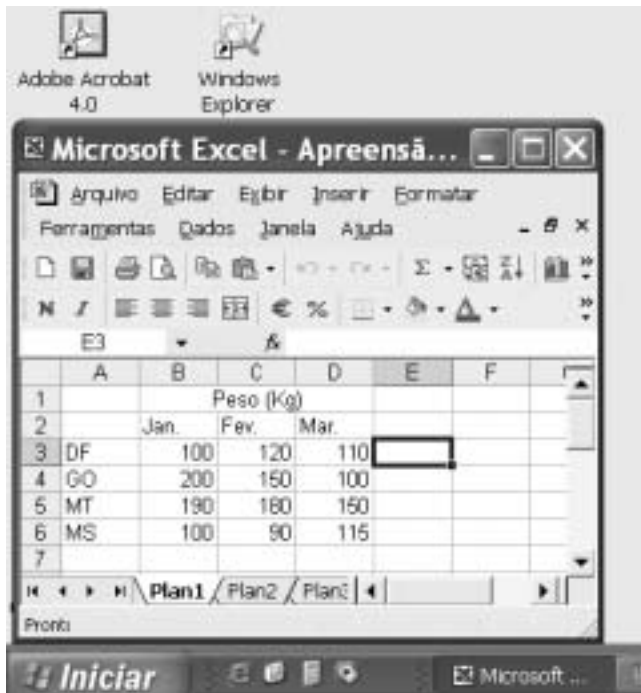 Adobe Acrobat 4.0
Windows Explorer
Microsoft Excel - Apreensã...
Arquivo Editar Exibir Inserir Formatar
Ferramentas Dados Janela Ajuda
N I € %
E3 fx
A B C D E F
1 Peso (Kg)
2 Jan. Fev. Mar.
3 DF 100 120 110
4 GO 200 150 100
5 MT 190 180 150
6 MS 100 90 115
7
Plan1 Plan2
Iniciar Microsoft ...